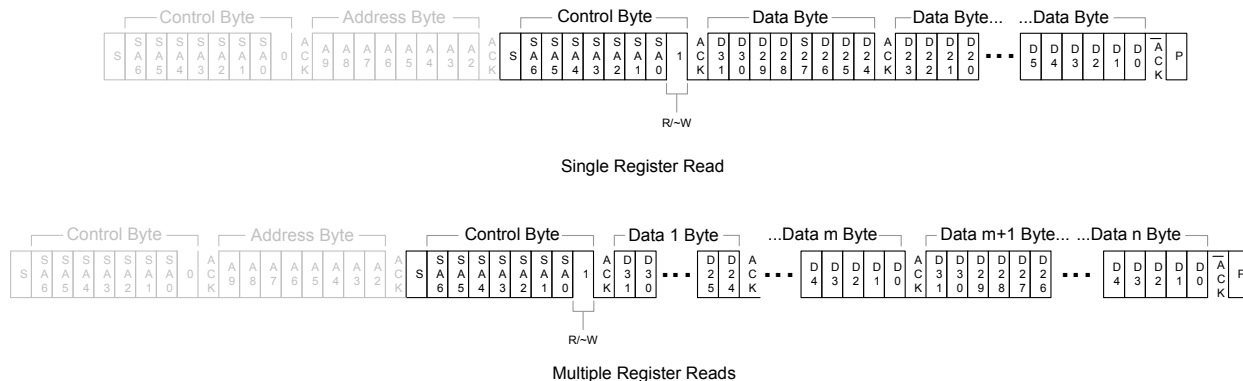 Control Byte Address Byte Control Byte Data Byte Data Byte... ...Data Byte
S SA6 SA5 SA4 SA3 SA2 SA1 SA0 0 ACK A9 A8 A7 A6 A5 A4 A3 A2 ACK S SA6 SA5 SA4 SA3 SA2 SA1 SA0 1 ACK D31 D30 D29 D28 S27 D26 D25 D24 ACK D23 D22 D21 D20 ••• D5 D4 D3 D2 D1 D0 ACK P
R/~W
Single Register Read
Control Byte Address Byte Control Byte Data 1 Byte ...Data m Byte Data m+1 Byte... ...Data n Byte
S SA6 SA5 SA4 SA3 SA2 SA1 SA0 0 ACK A9 A8 A7 A6 A5 A4 A3 A2 ACK S SA6 SA5 SA4 SA3 SA2 SA1 SA0 1 ACK D31 D30 ••• D25 D24 ACK ••• D4 D3 D2 D1 D0 ACK D31 D30 D29 D28 D27 D26 ••• D4 D3 D2 D1 D0 ACK P
R/~W
Multiple Register Reads